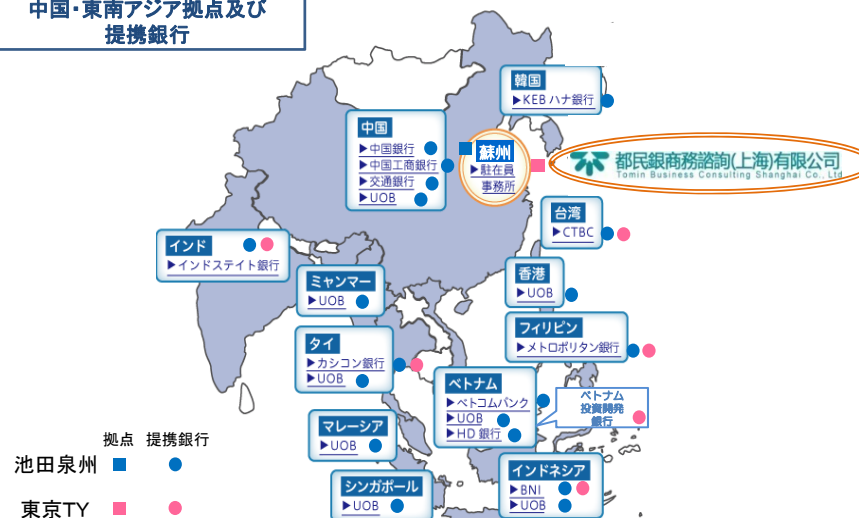 中国・東南アジア拠点及び
提携銀行
韓国
▶KEBハナ銀行
中国
▶中国銀行
▶中国工商銀行
▶交通銀行
▶UOB
蘇州
▶駐在員
事務所
都民銀商務諮詢(上海)有限公司
Tomin Business Consulting Shanghai Co., Ltd
台湾
▶CTBC
インド
▶インドステイト銀行
ミャンマー
▶UOB
香港
▶UOB
フィリピン
▶メトロポリタン銀行
タイ
▶カシコン銀行
▶UOB
ベトナム
▶ベトコムバンク
▶UOB
▶HD銀行
ベトナム
投資開発
銀行
マレーシア
▶UOB
シンガポール
▶UOB
インドネシア
▶BNI
▶UOB
拠点 提携銀行
池田泉州
東京TY